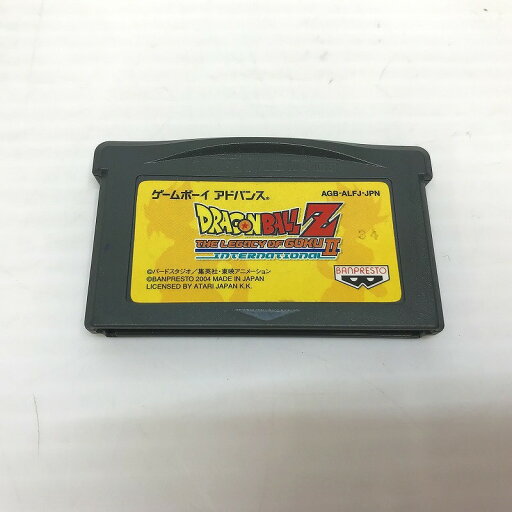 ゲームボーイ アドバンス®
AGB-ALFJ-JPN
DRAGONBALL Z
THE LEGACY OF GOKU II
INTERNATIONAL
34
©バードスタジオ／集英社・東映アニメーション
©BANPRESTO 2004 MADE IN JAPAN
LICENSED BY ATARI JAPAN K.K.
BANPRESTO